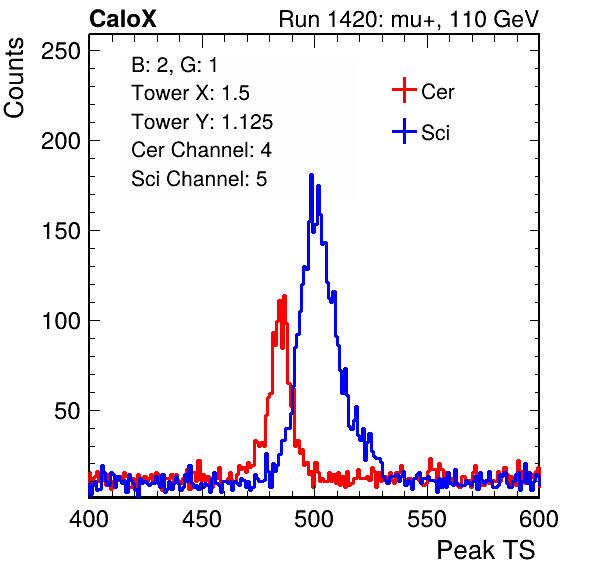 CaloX Run 1420: mu+, 110 GeV
Counts
250
200
150
100
50
B: 2, G: 1
Tower X: 1.5
Tower Y: 1.125
Cer Channel: 4
Sci Channel: 5
Cer
Sci
400 450 500 550 600
Peak TS